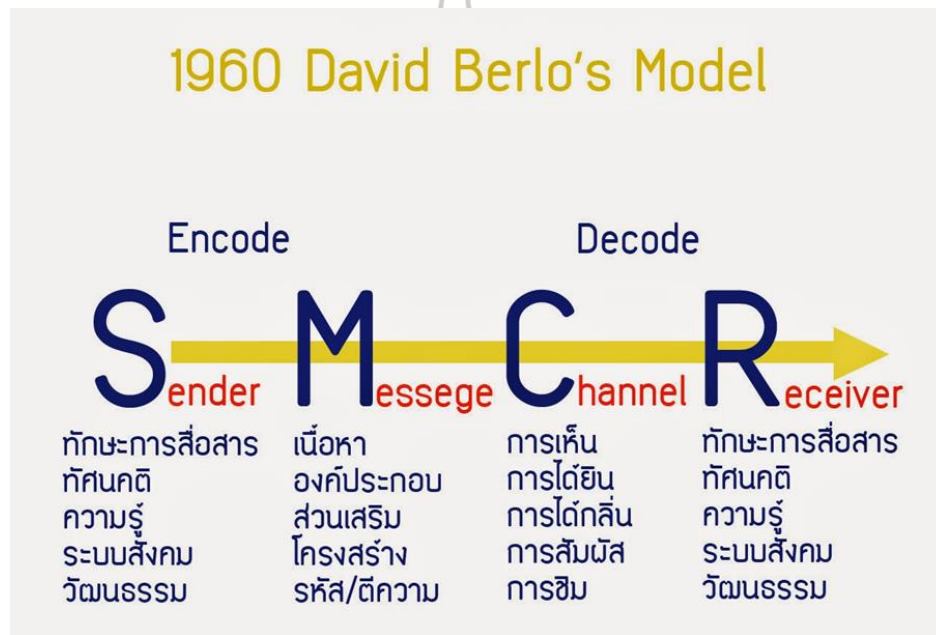 1960 David Berlo's Model
Encode
Decode
Sender
Messege
Channel
Receiver
ทักษะการสื่อสาร
ทัศนคติ
ความรู้
ระบบสังคม
วัฒนธรรม
เนื้อหา
องค์ประกอบ
ส่วนเสริม
โครงสร้าง
รหัส/ตีความ
การเห็น
การได้ยิน
การได้กลิ่น
การสัมผัส
การชิม
ทักษะการสื่อสาร
ทัศนคติ
ความรู้
ระบบสังคม
วัฒนธรรม